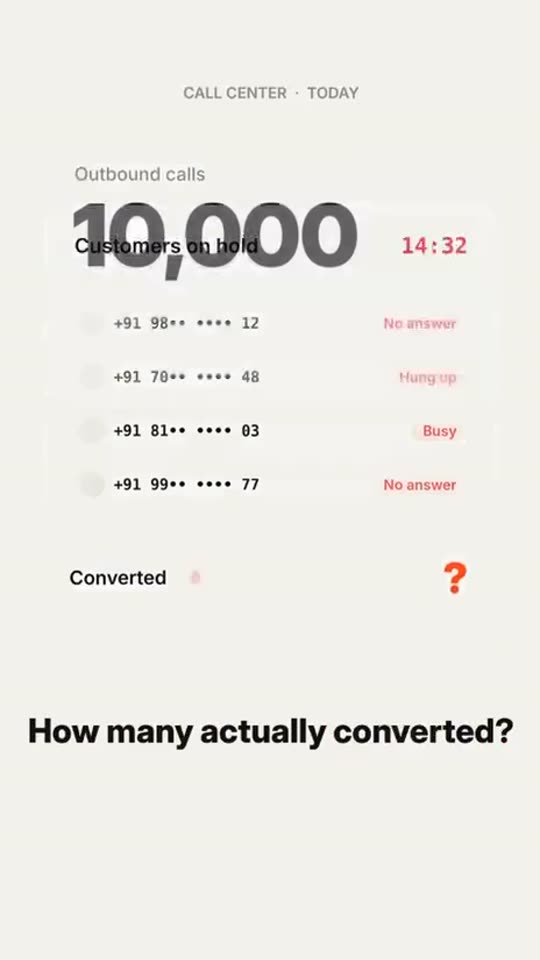 CALL CENTER · TODAY
Outbound calls
10,000
Customers on hold 14:32
+91 98•• •••• 12 No answer
+91 70•• •••• 48 Hung up
+91 81•• •••• 03 Busy
+91 99•• •••• 77 No answer
Converted ?
How many actually converted?